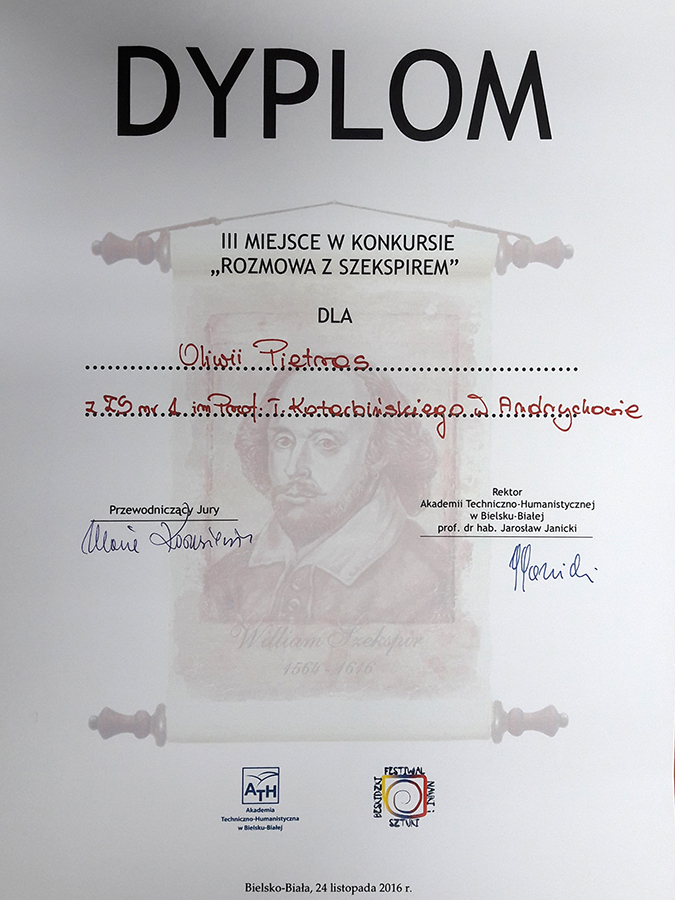 DYPLOM
III MIEJSCE W KONKURSIE
„ROZMOWA Z SZEKSPIREM”
DLA
Oliwii Pietras
z ZS nr 1 im Prof. T. Kotarbińskiego w Andrychowie
Przewodniczący Jury
Rektor
Akademii Techniczno-Humanistycznej
w Bielsku-Białej
prof. dr hab. Jarosław Janicki
William Szekspir
1564 - 1616
ATH
Akademia
Techniczno-Humanistyczna
w Bielsku-Białej
BESKIDZKI
FESTIWAL
NAUKI i
SZTUKI
Bielsko-Biała, 24 listopada 2016 r.